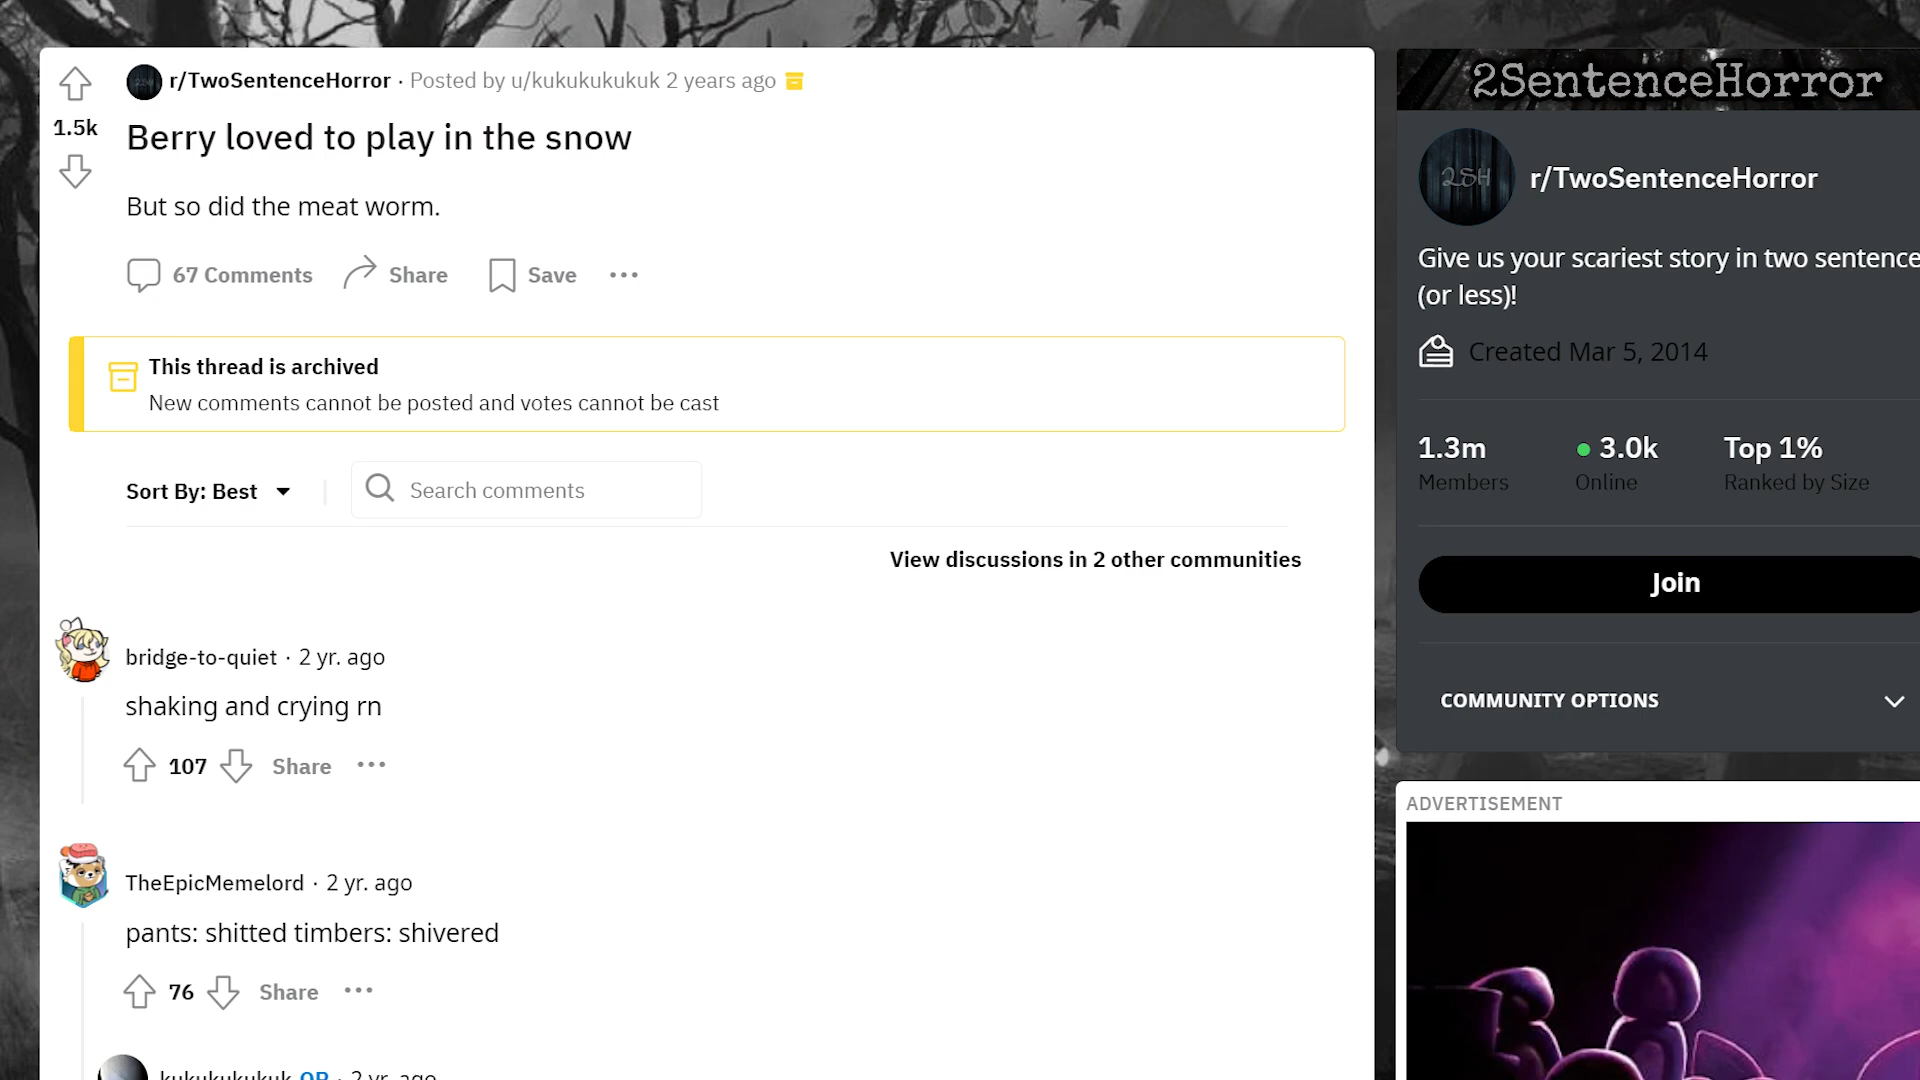 r/TwoSentenceHorror · Posted by u/kukukukukuk 2 years ago
1.5k
Berry loved to play in the snow
But so did the meat worm.
67 Comments Share Save
This thread is archived
New comments cannot be posted and votes cannot be cast
Sort By: Best Search comments
View discussions in 2 other communities
bridge-to-quiet · 2 yr. ago
shaking and crying rn
107 Share
TheEpicMemelord · 2 yr. ago
pants: shitted timbers: shivered
76 Share
kukukukukuk OP · 2 yr. ago
2SentenceHorror
2SH
r/TwoSentenceHorror
Give us your scariest story in two sentence
(or less)!
Created Mar 5, 2014
1.3m 3.0k Top 1%
Members Online Ranked by Size
Join
COMMUNITY OPTIONS
ADVERTISEMENT